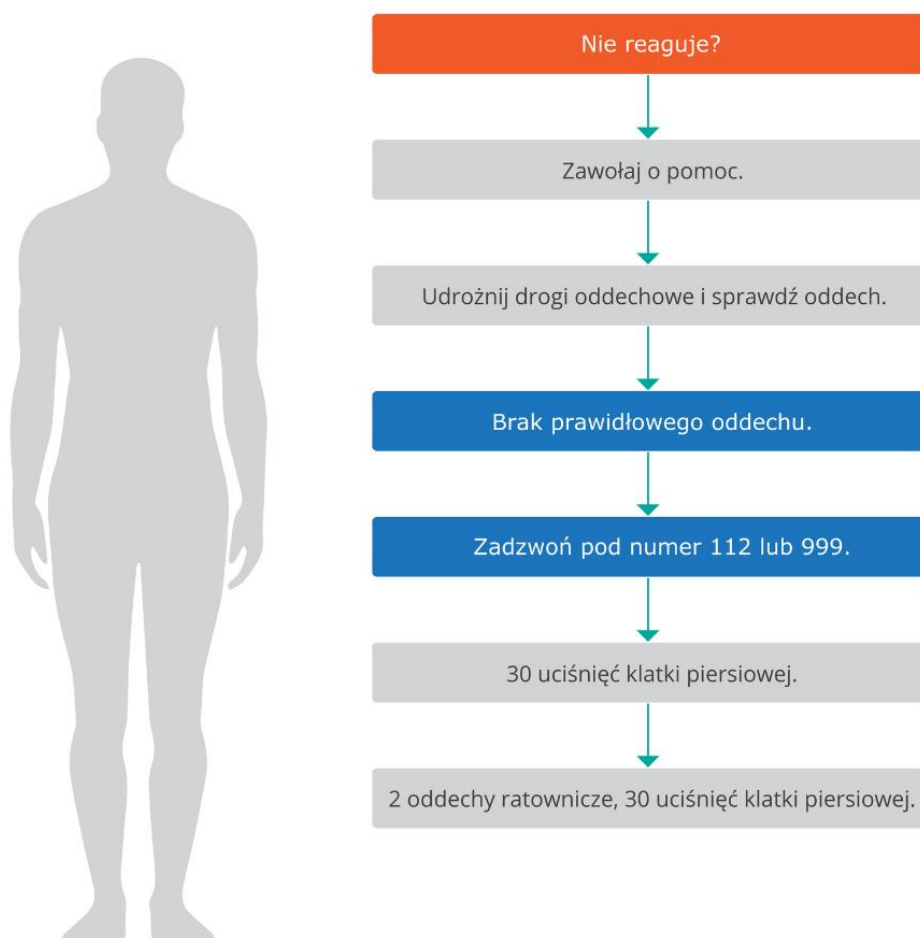 Nie reaguje?
Zawołaj o pomoc.
Udrożnij drogi oddechowe i sprawdź oddech.
Brak prawidłowego oddechu.
Zadzwoń pod numer 112 lub 999.
30 uciśnięć klatki piersiowej.
2 oddechy ratownicze, 30 uciśnięć klatki piersiowej.